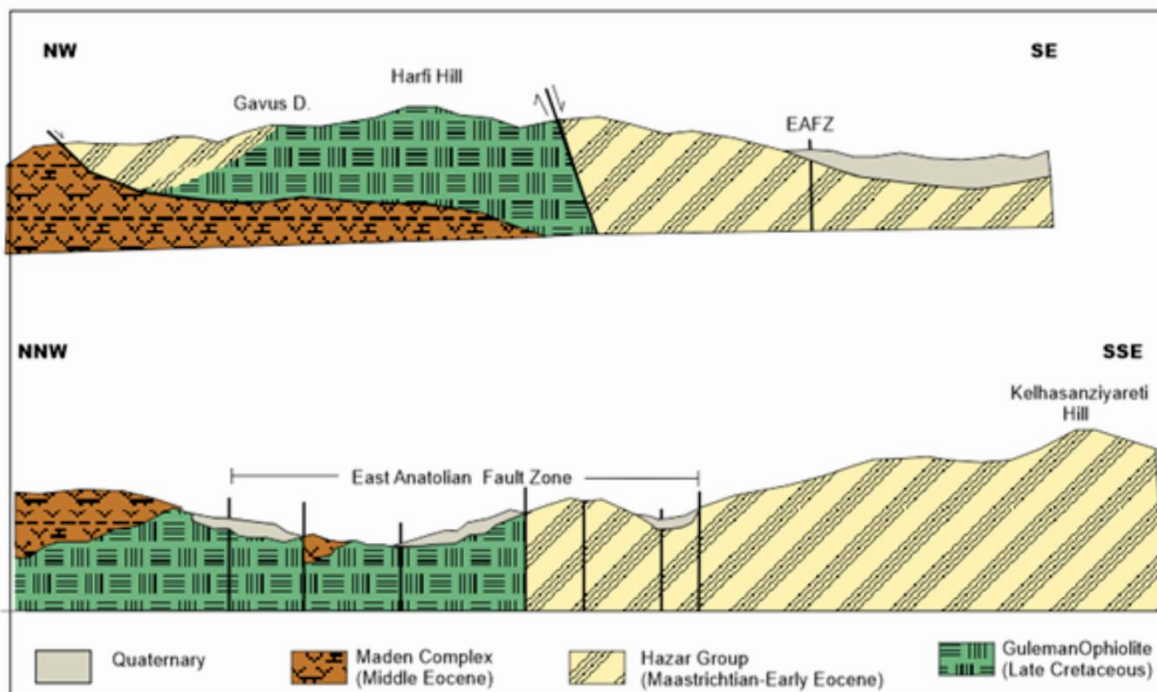 NW
SE
Harfi Hill
Gavus D.
EAFZ
NNW
SSE
Kelhasanziyareti
Hill
East Anatolian Fault Zone
Quaternary
Maden Complex
(Middle Eocene)
Hazar Group
(Maastrichtian-Early Eocene)
GulemanOphiolite
(Late Cretaceous)